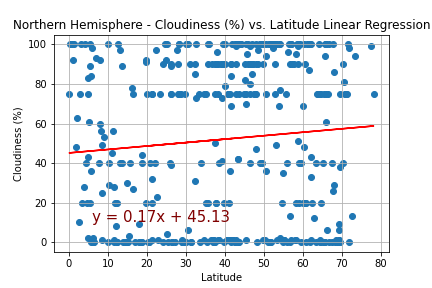 Northern Hemisphere - Cloudiness (%) vs. Latitude Linear Regression
Cloudiness (%)
100
80
60
40
20
0
y = 0.17x + 45.13
0 10 20 30 40 50 60 70 80
Latitude